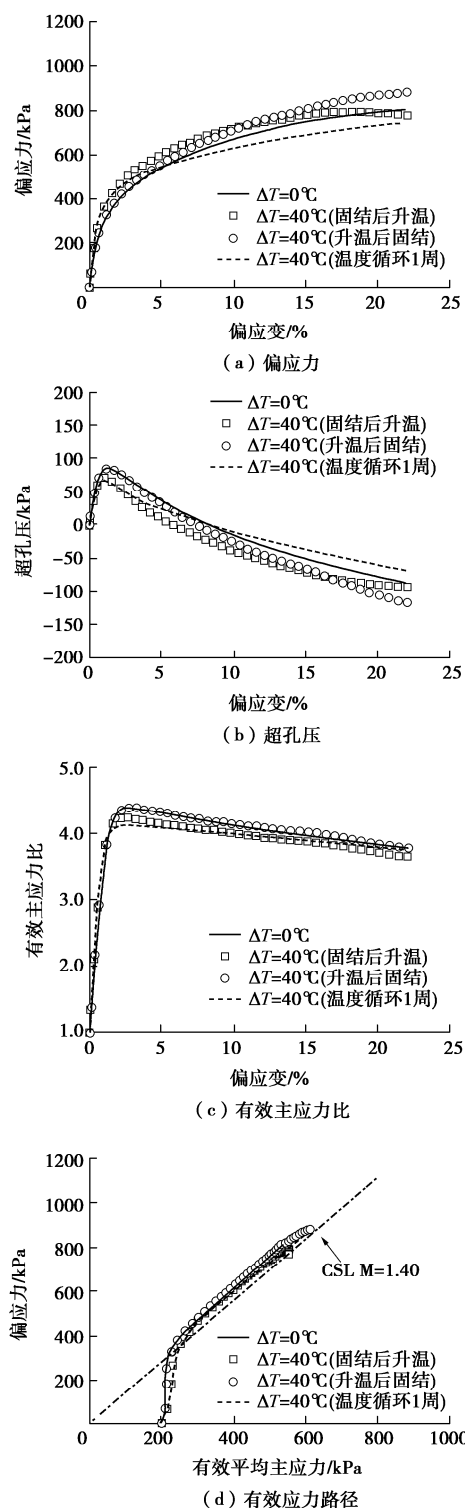 1200
1000
800
600
400
200
0
5
10
15
20
25
偏应力/kPa
ΔT=0℃
ΔT=40℃(固结后升温)
ΔT=40℃(升温后固结)
ΔT=40℃(温度循环1周)
偏应变/%
(a)偏应力
200
150
100
50
0
-50
-100
-150
-200
0
5
10
15
20
25
超孔压/kPa
ΔT=0℃
ΔT=40℃(固结后升温)
ΔT=40℃(升温后固结)
ΔT=40℃(温度循环1周)
偏应变/%
(b)超孔压
5.0
4.0
3.0
2.0
1.0
0
5
10
15
20
25
有效主应力比
ΔT=0℃
ΔT=40℃(固结后升温)
ΔT=40℃(升温后固结)
ΔT=40℃(温度循环1周)
偏应变/%
(c)有效主应力比
1200
1000
800
600
400
200
0
200
400
600
800
1000
偏应力/kPa
CSL M=1.40
ΔT=0℃
ΔT=40℃(固结后升温)
ΔT=40℃(升温后固结)
ΔT=40℃(温度循环1周)
有效平均主应力/kPa
(d)有效应力路径